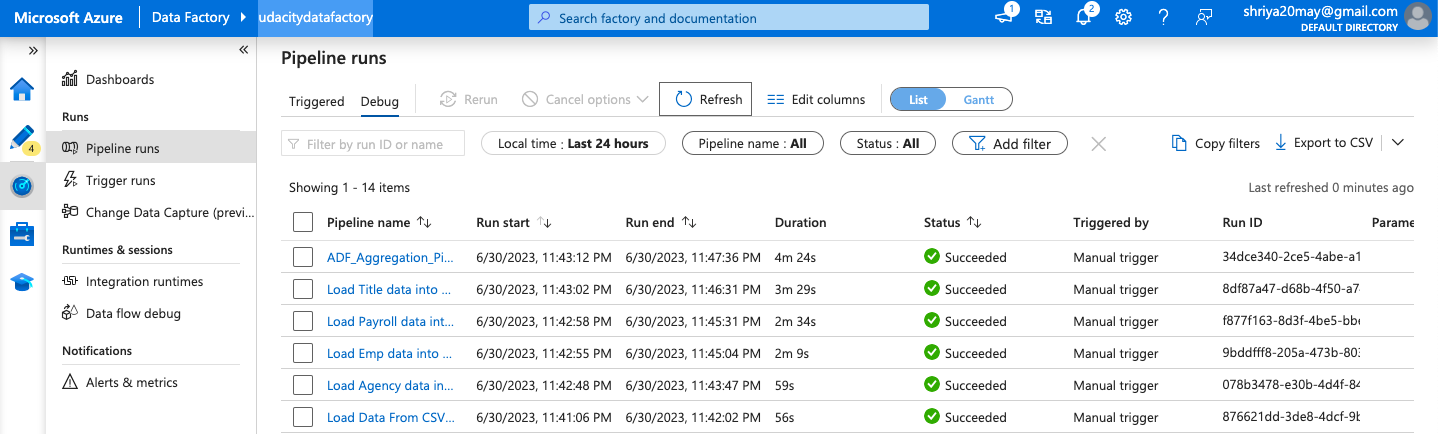 Microsoft Azure
Data Factory
udacitydatafactory
Search factory and documentation
1
2
shriya20may@gmail.com
DEFAULT DIRECTORY
Dashboards
Runs
Pipeline runs
Trigger runs
Change Data Capture (previ...
Runtimes & sessions
Integration runtimes
Data flow debug
Notifications
Alerts & metrics
4
Pipeline runs
Triggered Debug Rerun Cancel options Refresh Edit columns List Gantt
Filter by run ID or name Local time : Last 24 hours Pipeline name : All Status : All Add filter Copy filters Export to CSV
Showing 1 - 14 items Last refreshed 0 minutes ago
Pipeline name Run start Run end Duration Status Triggered by Run ID Parame
ADF_Aggregation_Pi... 6/30/2023, 11:43:12 PM 6/30/2023, 11:47:36 PM 4m 24s Succeeded Manual trigger 34dce340-2ce5-4abe-a1
Load Title data into ... 6/30/2023, 11:43:02 PM 6/30/2023, 11:46:31 PM 3m 29s Succeeded Manual trigger 8df87a47-d68b-4f50-a7
Load Payroll data int... 6/30/2023, 11:42:58 PM 6/30/2023, 11:45:31 PM 2m 34s Succeeded Manual trigger f877f163-8d3f-4be5-bbe
Load Emp data into ... 6/30/2023, 11:42:55 PM 6/30/2023, 11:45:04 PM 2m 9s Succeeded Manual trigger 9bddfff8-205a-473b-803
Load Agency data in... 6/30/2023, 11:42:48 PM 6/30/2023, 11:43:47 PM 59s Succeeded Manual trigger 078b3478-e30b-4d4f-84
Load Data From CSV... 6/30/2023, 11:41:06 PM 6/30/2023, 11:42:02 PM 56s Succeeded Manual trigger 876621dd-3de8-4dcf-9b